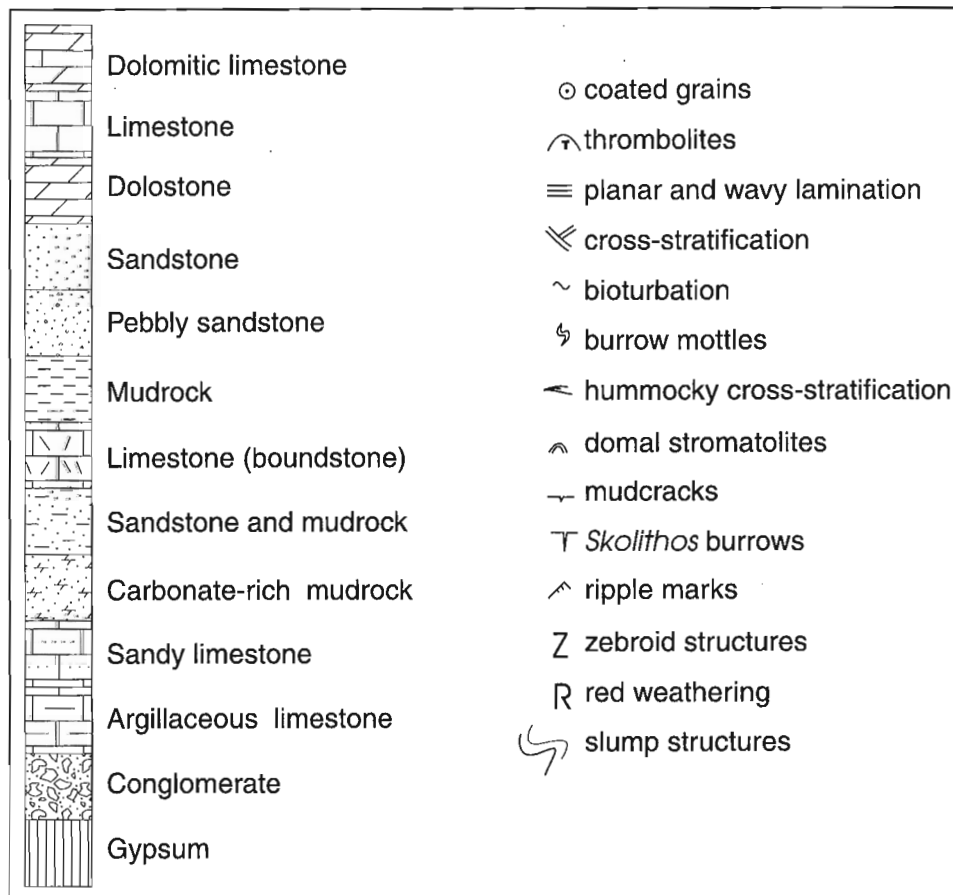 Dolomitic limestone
Limestone
Dolostone
Sandstone
Pebbly sandstone
Mudrock
Limestone (boundstone)
Sandstone and mudrock
Carbonate-rich mudrock
Sandy limestone
Argillaceous limestone
Conglomerate
Gypsum
coated grains
T thrombolites
planar and wavy lamination
cross-stratification
bioturbation
burrow mottles
hummocky cross-stratification
domal stromatolites
mudcracks
Skolithos burrows
ripple marks
Z zebroid structures
R red weathering
slump structures